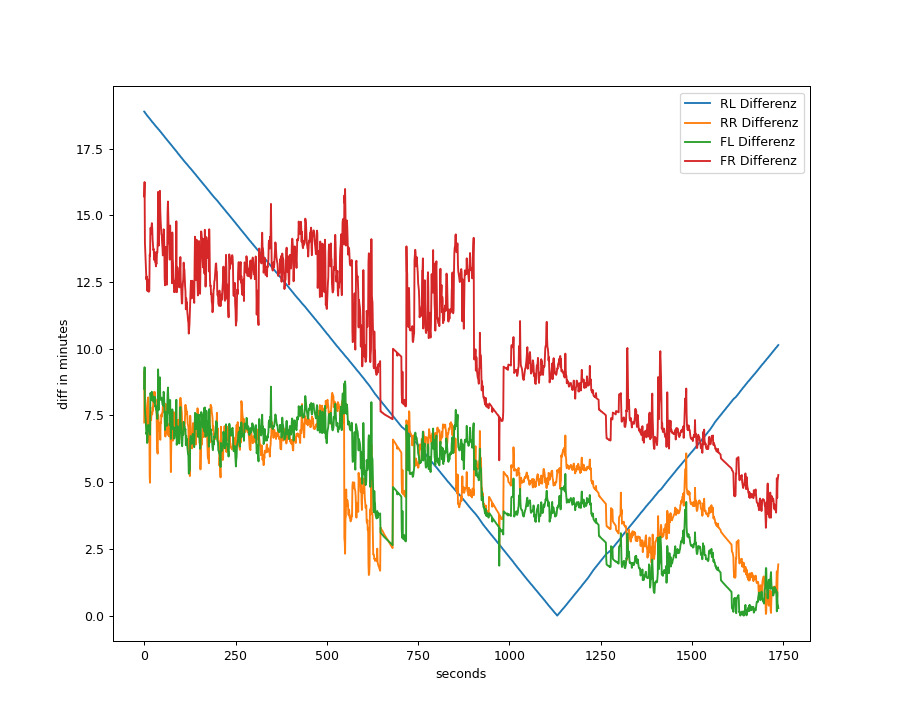 RL Differenz
RR Differenz
FL Differenz
FR Differenz
17.5
15.0
12.5
10.0
7.5
5.0
2.5
0.0
diff in minutes
0 250 500 750 1000 1250 1500 1750
seconds